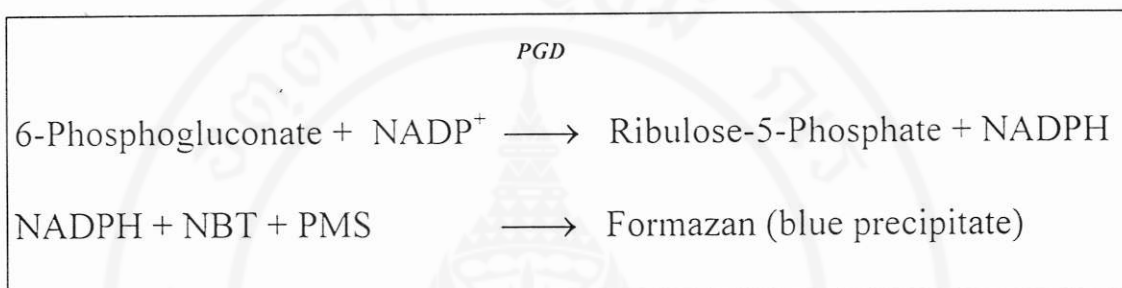 PGD
6-Phosphogluconate + NADP⁺ ⟶ Ribulose-5-Phosphate + NADPH
NADPH + NBT + PMS ⟶ Formazan (blue precipitate)